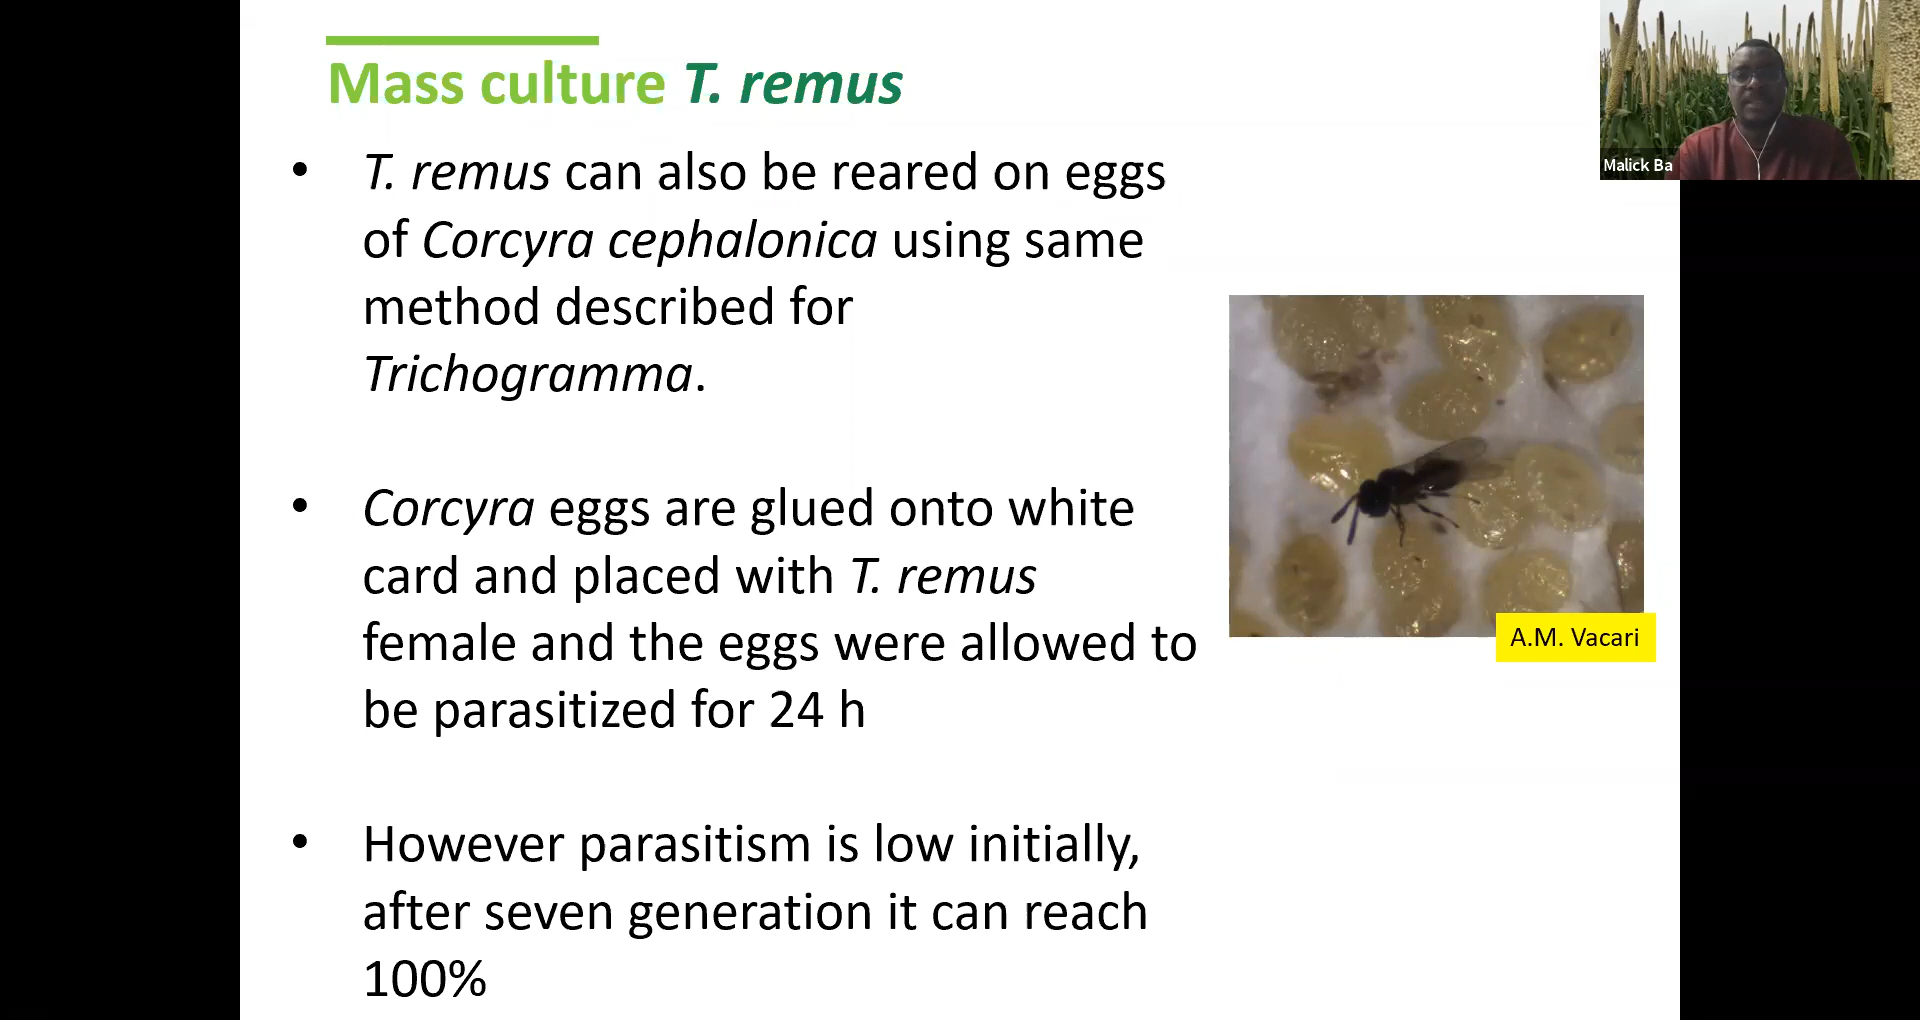 Mass culture T. remus
• T. remus can also be reared on eggs
of Corcyra cephalonica using same
method described for
Trichogramma.
• Corcyra eggs are glued onto white
card and placed with T. remus
female and the eggs were allowed to
be parasitized for 24 h
• However parasitism is low initially,
after seven generation it can reach
100%
A.M. Vacari
Malick Ba